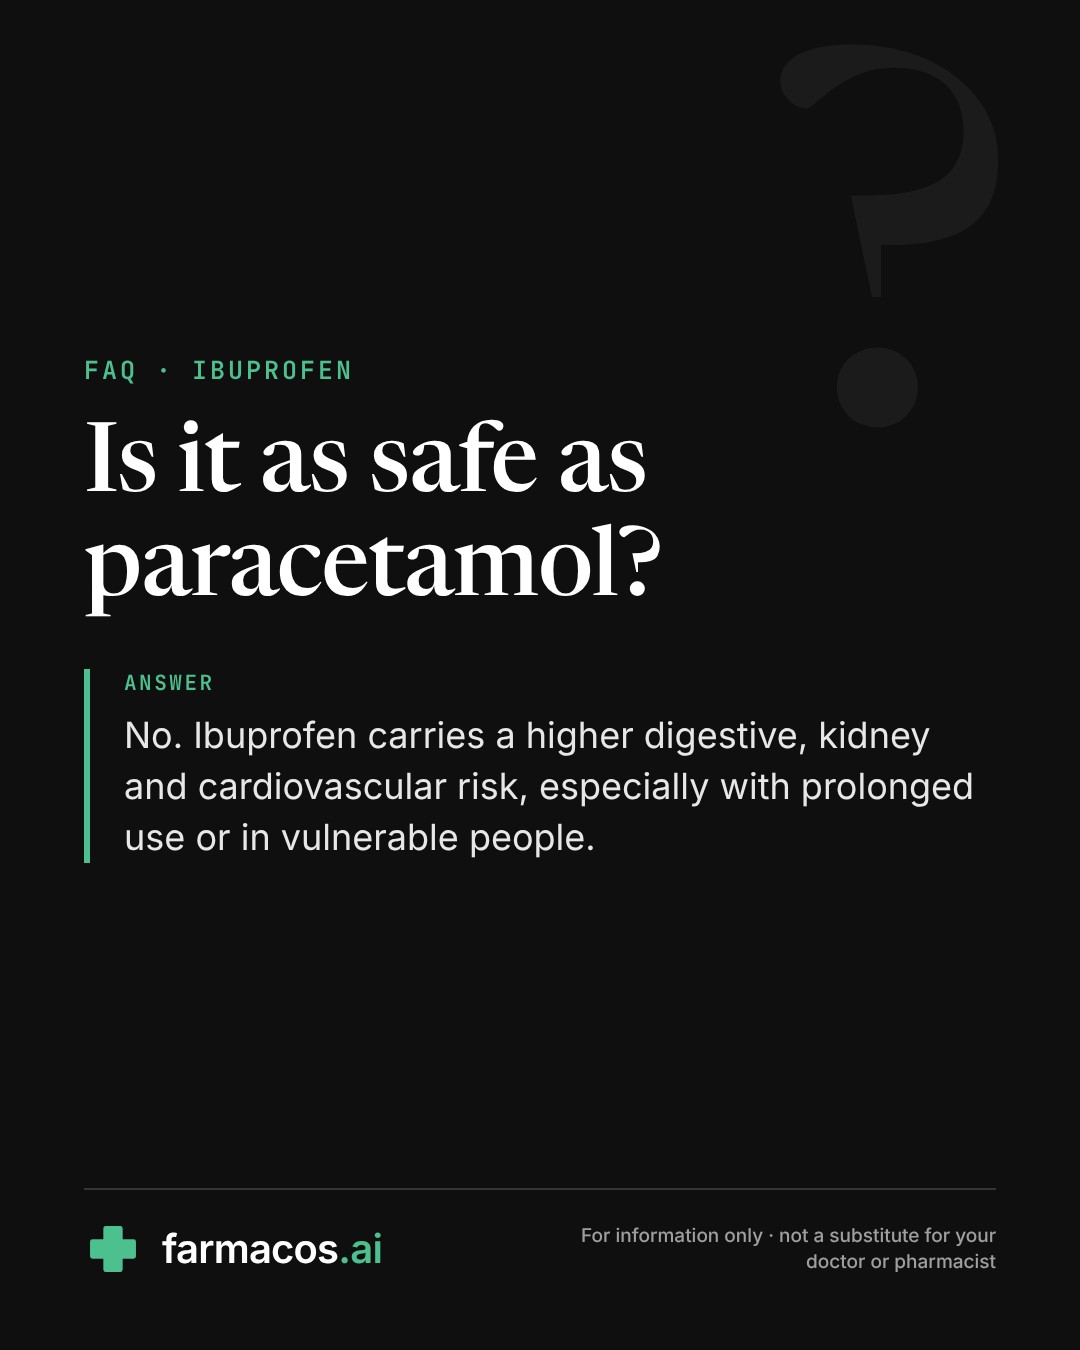 FAQ · IBUPROFEN
Is it as safe as
paracetamol?
ANSWER
No. Ibuprofen carries a higher digestive, kidney
and cardiovascular risk, especially with prolonged
use or in vulnerable people.
farmacos.ai
For information only · not a substitute for your
doctor or pharmacist